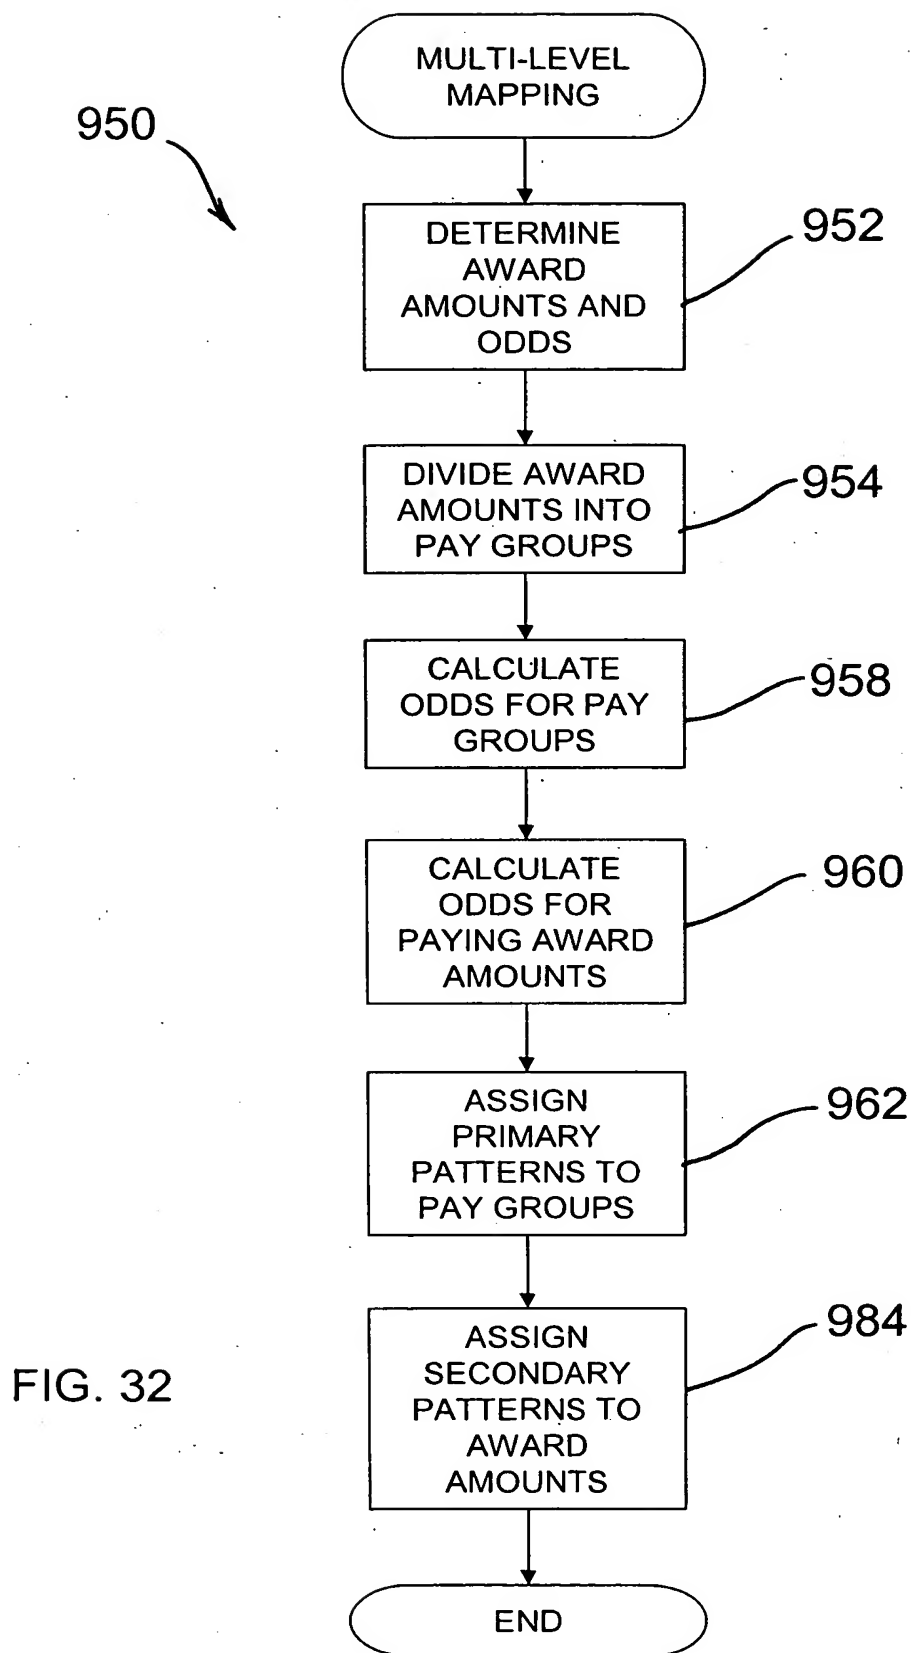 MULTI-LEVEL
MAPPING
950
DETERMINE
AWARD
AMOUNTS AND
ODDS
952
DIVIDE AWARD
AMOUNTS INTO
PAY GROUPS
954
CALCULATE
ODDS FOR PAY
GROUPS
958
CALCULATE
ODDS FOR
PAYING AWARD
AMOUNTS
960
ASSIGN
PRIMARY
PATTERNS TO
PAY GROUPS
962
ASSIGN
SECONDARY
PATTERNS TO
AWARD
AMOUNTS
984
FIG. 32
END